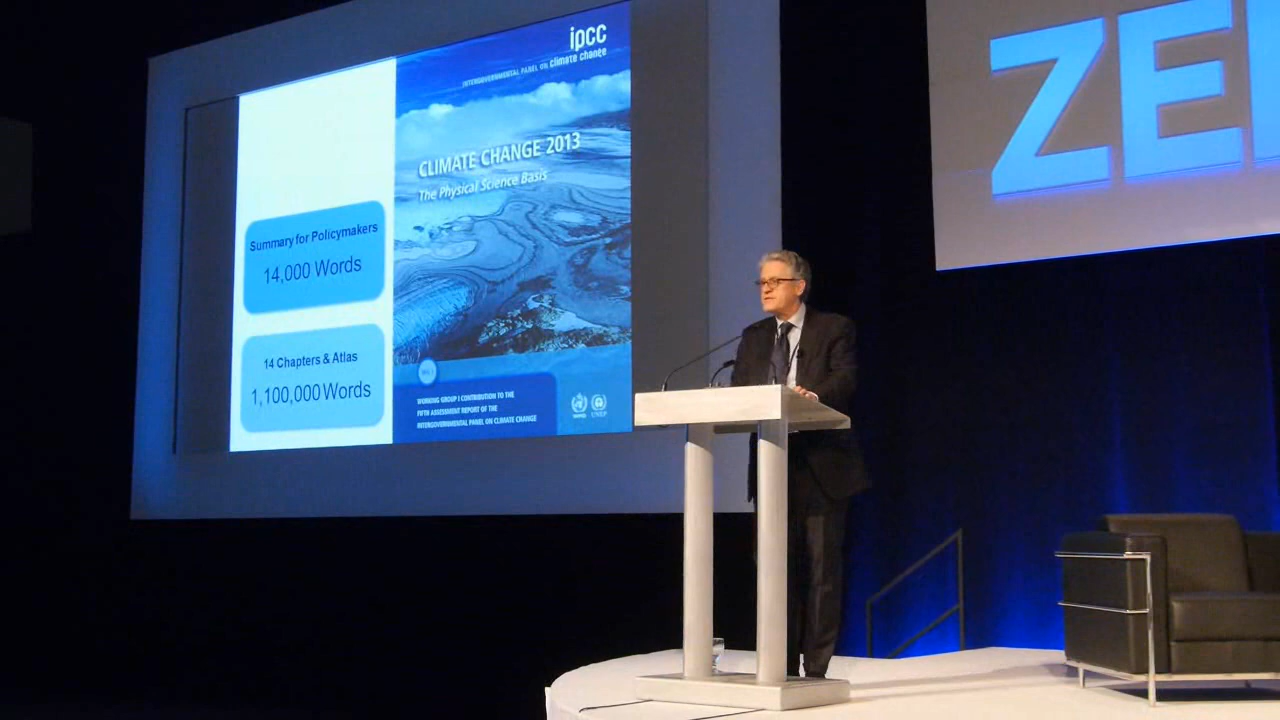 ipcc
INTERGOVERNMENTAL PANEL ON climate change
CLIMATE CHANGE 2013
The Physical Science Basis
Summary for Policymakers
14,000 Words
14 Chapters & Atlas
1,100,000 Words
WORKING GROUP I CONTRIBUTION TO THE
FIFTH ASSESSMENT REPORT OF THE
INTERGOVERNMENTAL PANEL ON CLIMATE CHANGE
UNEP
ZE